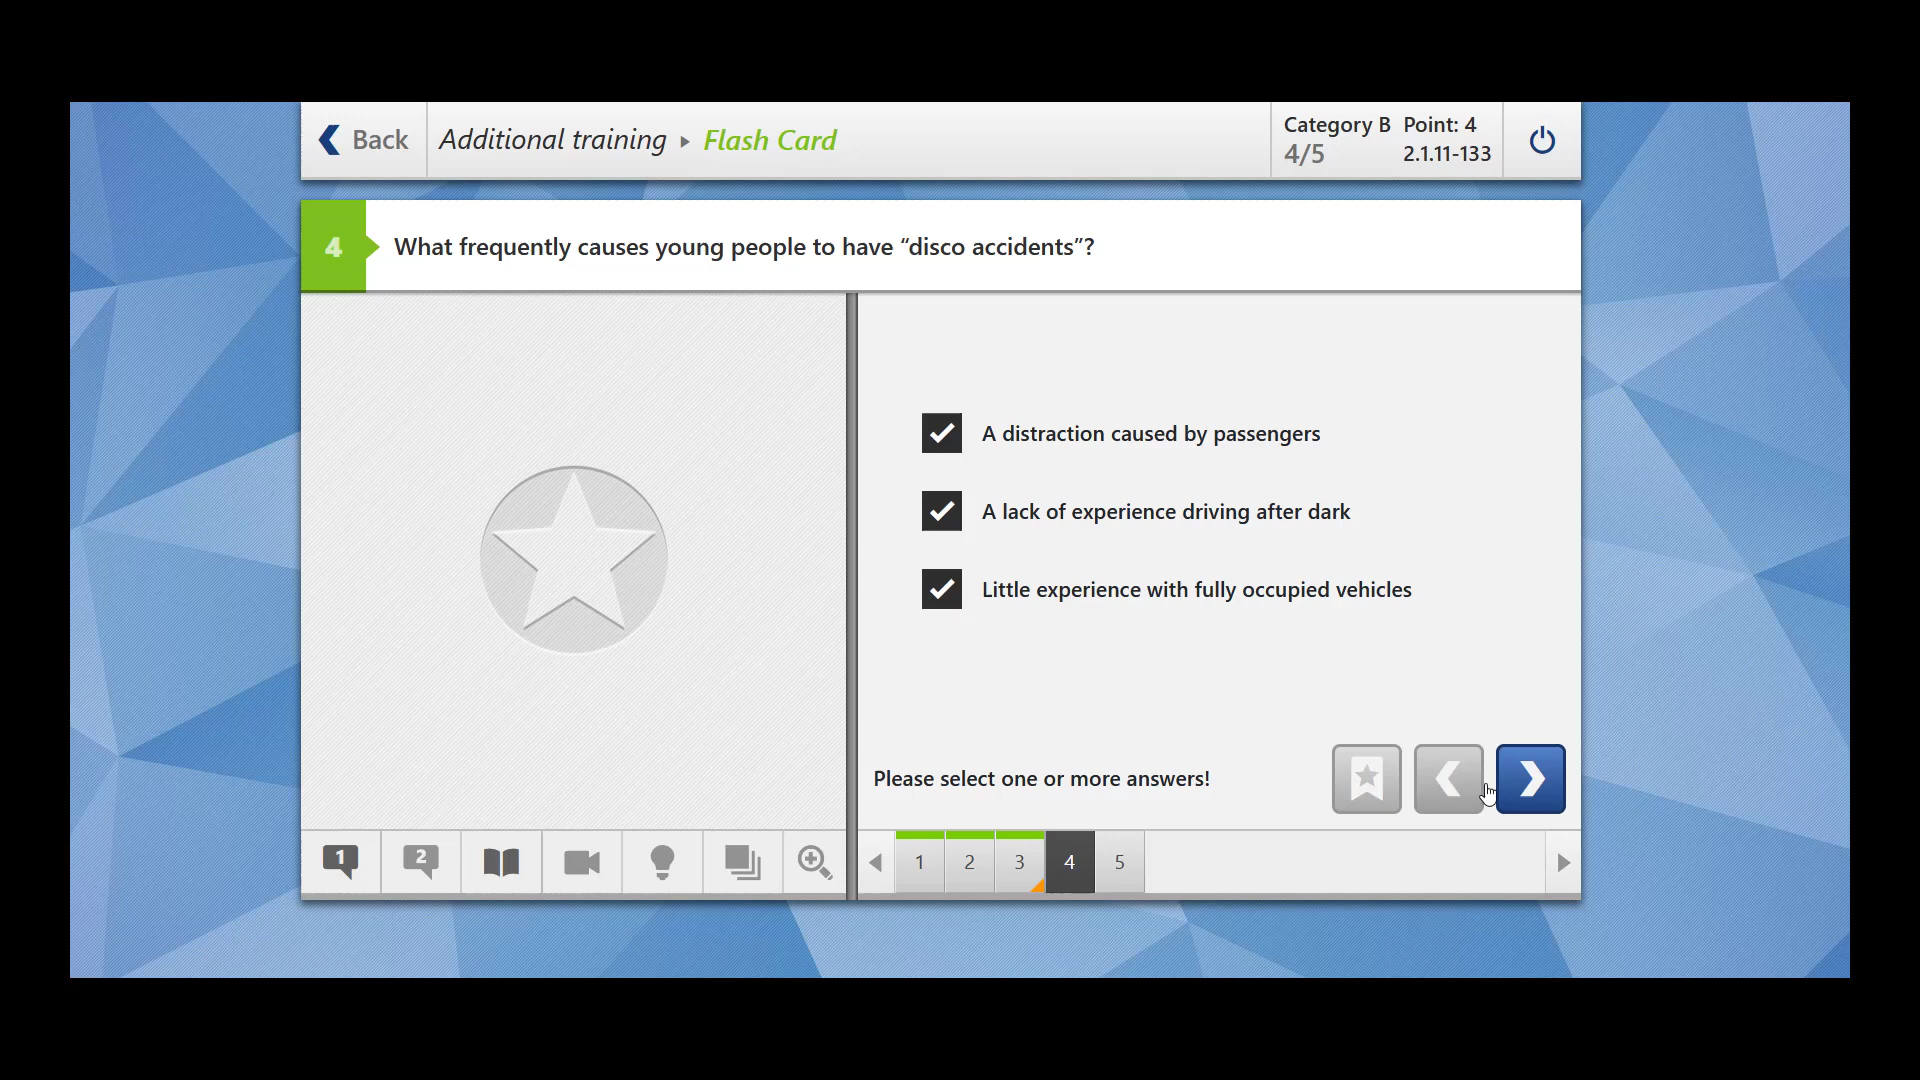 Back
Additional training ▸ Flash Card
Category B Point: 4
4/5 2.1.11-133
4
What frequently causes young people to have “disco accidents”?
A distraction caused by passengers
A lack of experience driving after dark
Little experience with fully occupied vehicles
Please select one or more answers!
1 2
1 2 3 4 5